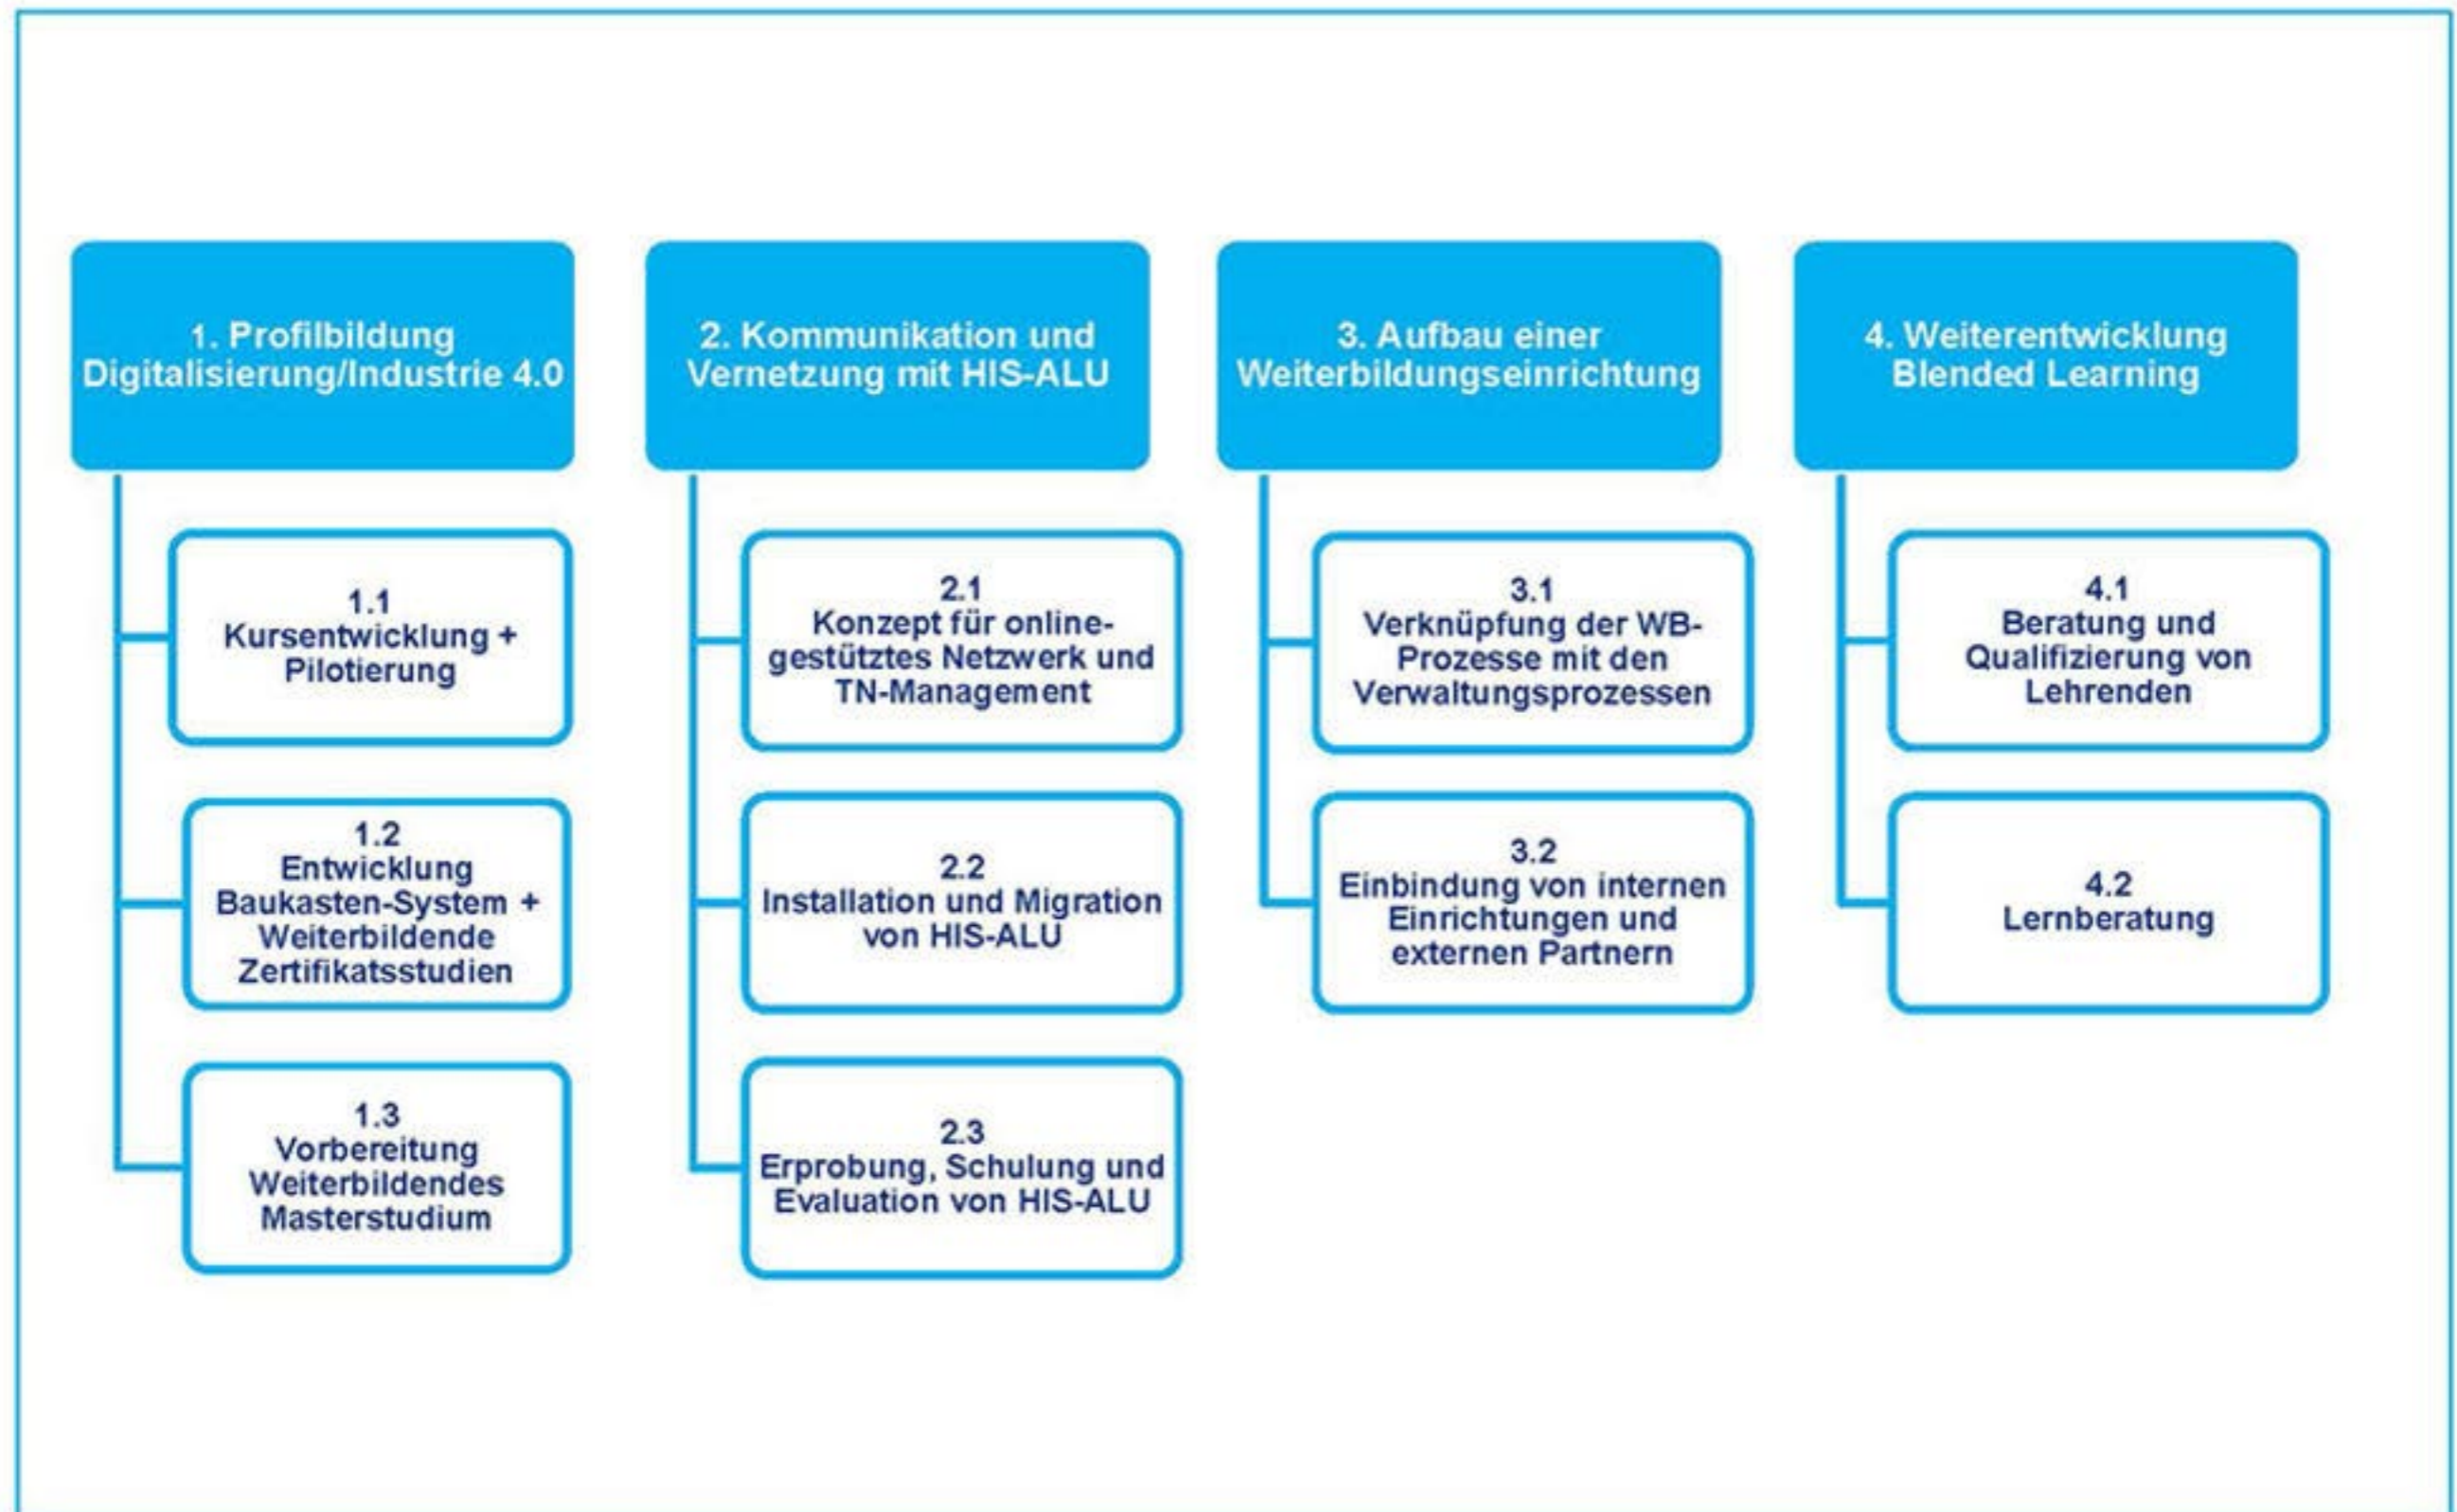 1. Profilbildung
Digitalisierung/Industrie 4.0
1.1
Kursentwicklung +
Pilotierung
1.2
Entwicklung
Baukasten-System +
Weiterbildende
Zertifikatsstudien
1.3
Vorbereitung
Weiterbildendes
Masterstudium
2. Kommunikation und
Vernetzung mit HIS-ALU
2.1
Konzept für online-
gestütztes Netzwerk und
TN-Management
2.2
Installation und Migration
von HIS-ALU
2.3
Erprobung, Schulung und
Evaluation von HIS-ALU
3. Aufbau einer
Weiterbildungseinrichtung
3.1
Verknüpfung der WB-
Prozesse mit den
Verwaltungsprozessen
3.2
Einbindung von internen
Einrichtungen und
externen Partnern
4. Weiterentwicklung
Blended Learning
4.1
Beratung und
Qualifizierung von
Lehrenden
4.2
Lernberatung